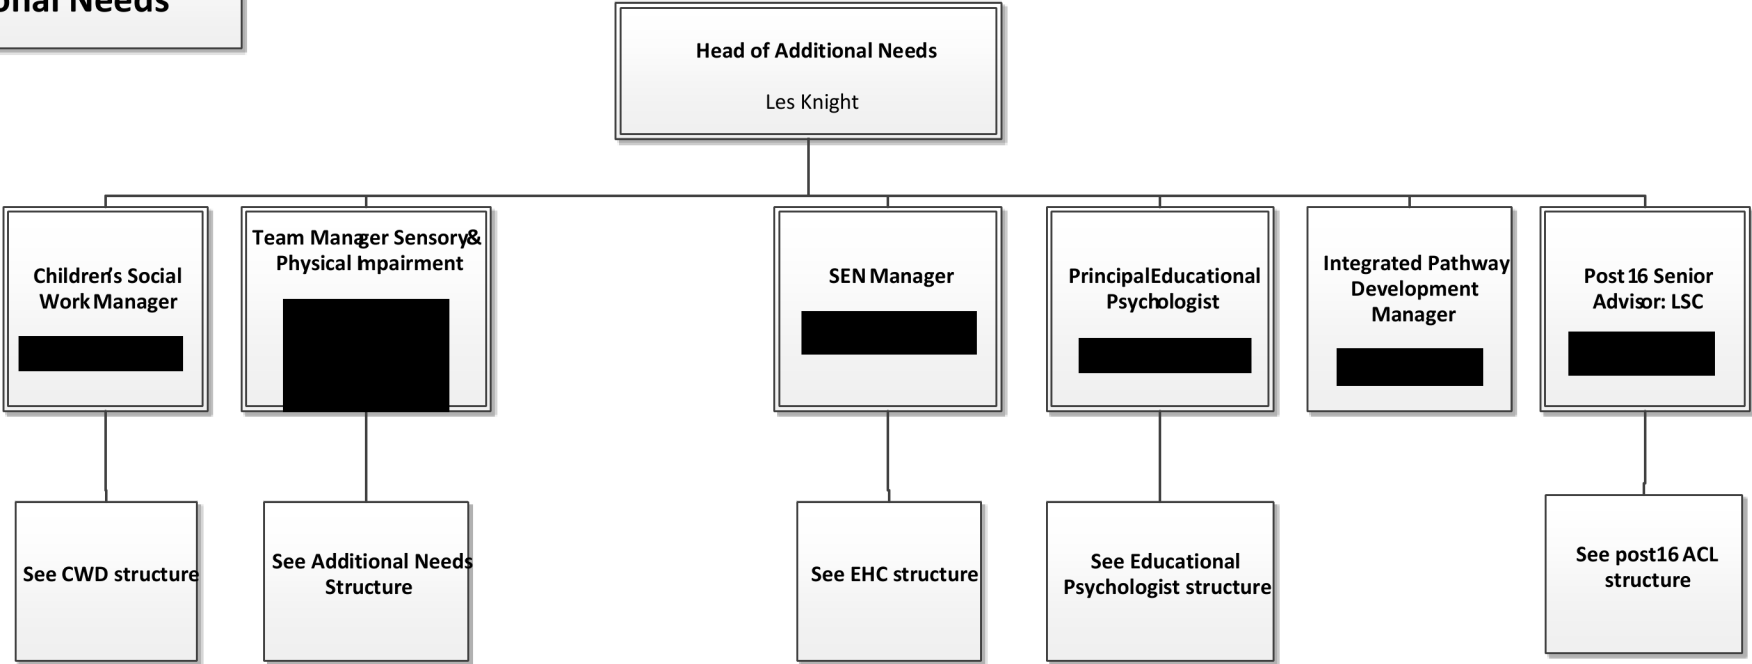 Head of Additional Needs
Les Knight
Children's Social
Work Manager
Team Manager Sensory &
Physical Impairment
SEN Manager
Principal Educational
Psychologist
Integrated Pathway
Development
Manager
Post 16 Senior
Advisor: LSC
See CWD structure
See Additional Needs
Structure
See EHC structure
See Educational
Psychologist structure
See post16 ACL
structure